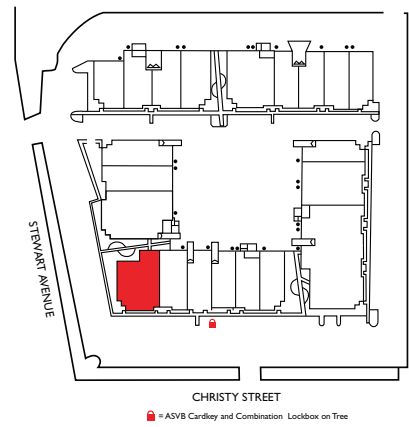 STEWART AVENUE
CHRISTY STREET
= ASVB Cardkey and Combination Lockbox on Tree